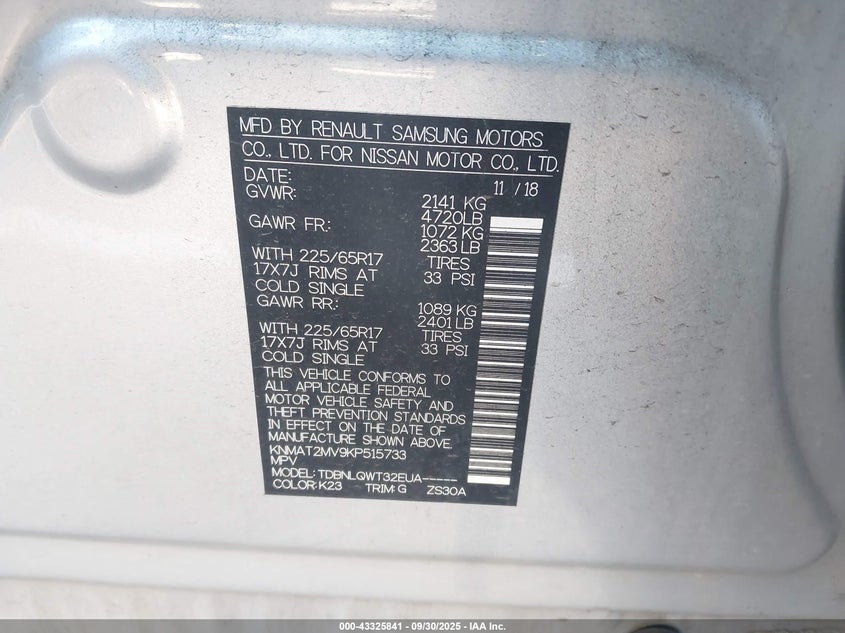 MFD BY RENAULT SAMSUNG MOTORS
CO., LTD. FOR NISSAN MOTOR CO., LTD.
DATE: 11 / 18
GVWR: 2141 KG
4720LB
GAWR FR: 1072 KG
2363 LB
WITH 225/65R17 TIRES
17X7J RIMS AT 33 PSI
COLD SINGLE
GAWR RR: 1089 KG
2401 LB
WITH 225/65R17 TIRES
17X7J RIMS AT 33 PSI
COLD SINGLE
THIS VEHICLE CONFORMS TO
ALL APPLICABLE FEDERAL
MOTOR VEHICLE SAFETY AND
THEFT PREVENTION STANDARDS
IN EFFECT ON THE DATE OF
MANUFACTURE SHOWN ABOVE.
KNMAT2MV9KP515733
MPV
MODEL: TDBNLQWT32EUA-----
COLOR: K23 TRIM: G ZS30A
000-43325841 - 09/30/2025 - IAA Inc.